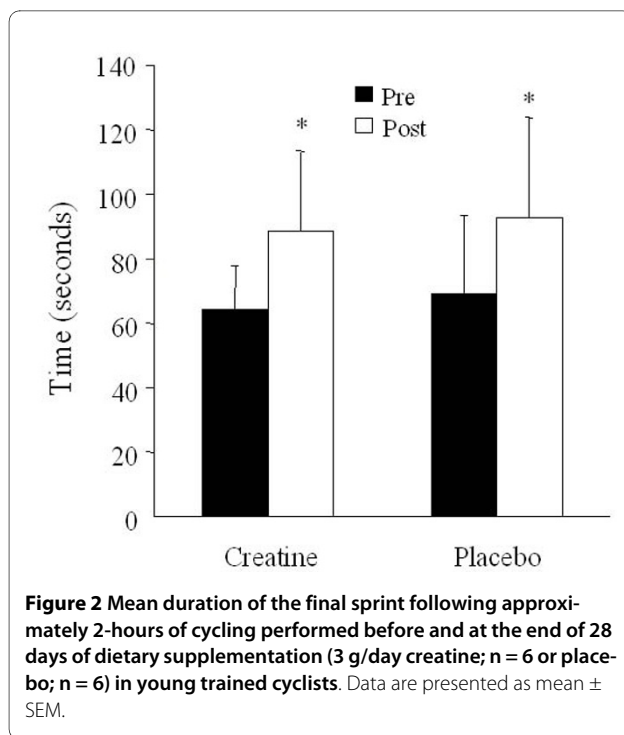 140
120
100
80
60
40
20
0
Time (seconds)
Pre
Post
*
*
Creatine
Placebo
Figure 2 Mean duration of the final sprint following approxi-
mately 2-hours of cycling performed before and at the end of 28
days of dietary supplementation (3 g/day creatine; n = 6 or place-
bo; n = 6) in young trained cyclists. Data are presented as mean ±
SEM.